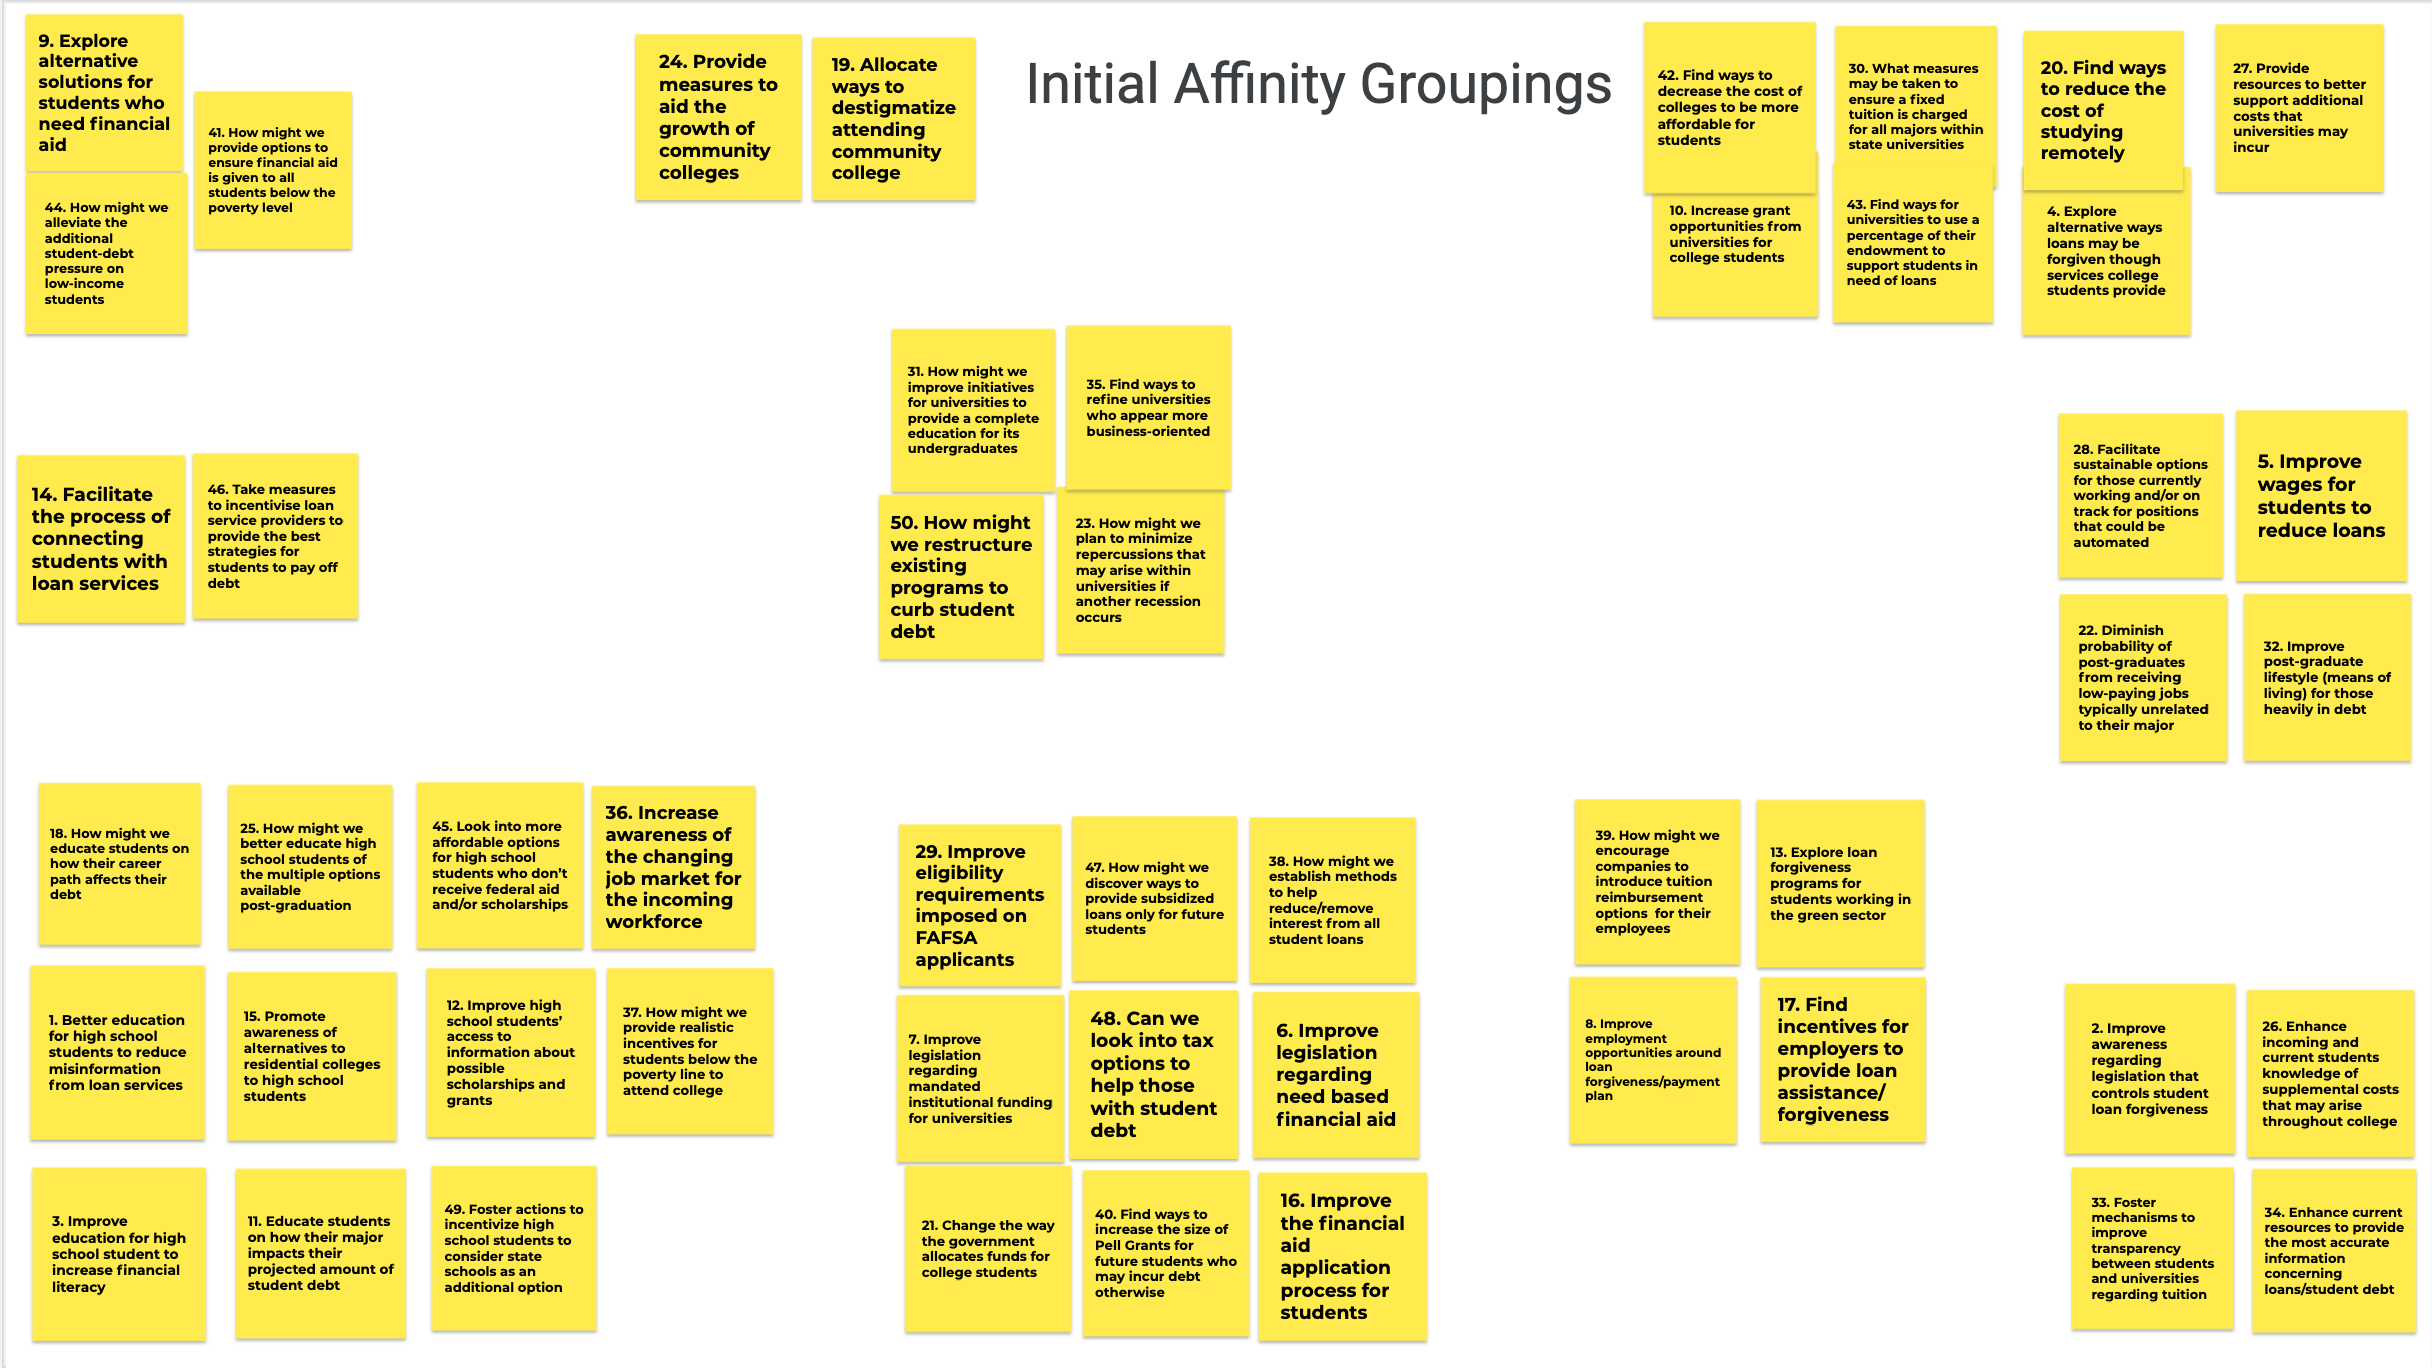 Initial Affinity Groupings
9. Explore
alternative
solutions for
students who
need financial
aid
41. How might we
provide options to
ensure financial aid
is given to all
students below the
poverty level
44. How might we
alleviate the
additional
student-debt
pressure on
low-income
students
24. Provide
measures to
aid the
growth of
community
colleges
19. Allocate
ways to
destigmatize
attending
community
college
42. Find ways to
decrease the cost of
colleges to be more
affordable for
students
30. What measures
may be taken to
ensure a fixed
tuition is charged
for all majors within
state universities
20. Find ways
to reduce the
cost of
studying
remotely
27. Provide
resources to better
support additional
costs that
universities may
incur
10. Increase grant
opportunities from
universities for
college students
43. Find ways for
universities to use a
percentage of their
endowment to
support students in
need of loans
4. Explore
alternative ways
loans may be
forgiven though
services college
students provide
31. How might we
improve initiatives
for universities to
provide a complete
education for its
undergraduates
35. Find ways to
refine universities
who appear more
business-oriented
50. How might
we restructure
existing
programs to
curb student
debt
23. How might we
plan to minimize
repercussions that
may arise within
universities if
another recession
occurs
14. Facilitate
the process of
connecting
students with
loan services
46. Take measures
to incentivise loan
service providers to
provide the best
strategies for
students to pay off
debt
28. Facilitate
sustainable options
for those currently
working and/or on
track for positions
that could be
automated
5. Improve
wages for
students to
reduce loans
22. Diminish
probability of
post-graduates
from receiving
low-paying jobs
typically unrelated
to their major
32. Improve
post-graduate
lifestyle (means of
living) for those
heavily in debt
18. How might we
educate students on
how their career
path affects their
debt
25. How might we
better educate high
school students of
the multiple options
available
post-graduation
45. Look into more
affordable options
for high school
students who don't
receive federal aid
and/or scholarships
36. Increase
awareness of
the changing
job market for
the incoming
workforce
1. Better education
for high school
students to reduce
misinformation
from loan services
15. Promote
awareness of
alternatives to
residential colleges
to high school
students
12. Improve high
school students'
access to
information about
possible
scholarships and
grants
37. How might we
provide realistic
incentives for
students below the
poverty line to
attend college
3. Improve
education for high
school student to
increase financial
literacy
11. Educate students
on how their major
impacts their
projected amount of
student debt
49. Foster actions to
incentivize high
school students to
consider state
schools as an
additional option
29. Improve
eligibility
requirements
imposed on
FAFSA
applicants
47. How might we
discover ways to
provide subsidized
loans only for future
students
38. How might we
establish methods
to help
reduce/remove
interest from all
student loans
7. Improve
legislation
regarding
mandated
institutional funding
for universities
48. Can we
look into tax
options to
help those
with student
debt
6. Improve
legislation
regarding
need based
financial aid
21. Change the way
the government
allocates funds for
college students
40. Find ways to
increase the size of
Pell Grants for
future students who
may incur debt
otherwise
16. Improve
the financial
aid
application
process for
students
39. How might we
encourage
companies to
introduce tuition
reimbursement
options for their
employees
13. Explore loan
forgiveness
programs for
students working in
the green sector
8. Improve
employment
opportunities around
loan
forgiveness/payment
plan
17. Find
incentives for
employers to
provide loan
assistance/
forgiveness
2. Improve
awareness
regarding
legislation that
controls student
loan forgiveness
26. Enhance
incoming and
current students
knowledge of
supplemental costs
that may arise
throughout college
33. Foster
mechanisms to
improve
transparency
between students
and universities
regarding tuition
34. Enhance current
resources to provide
the most accurate
information
concerning
loans/student debt